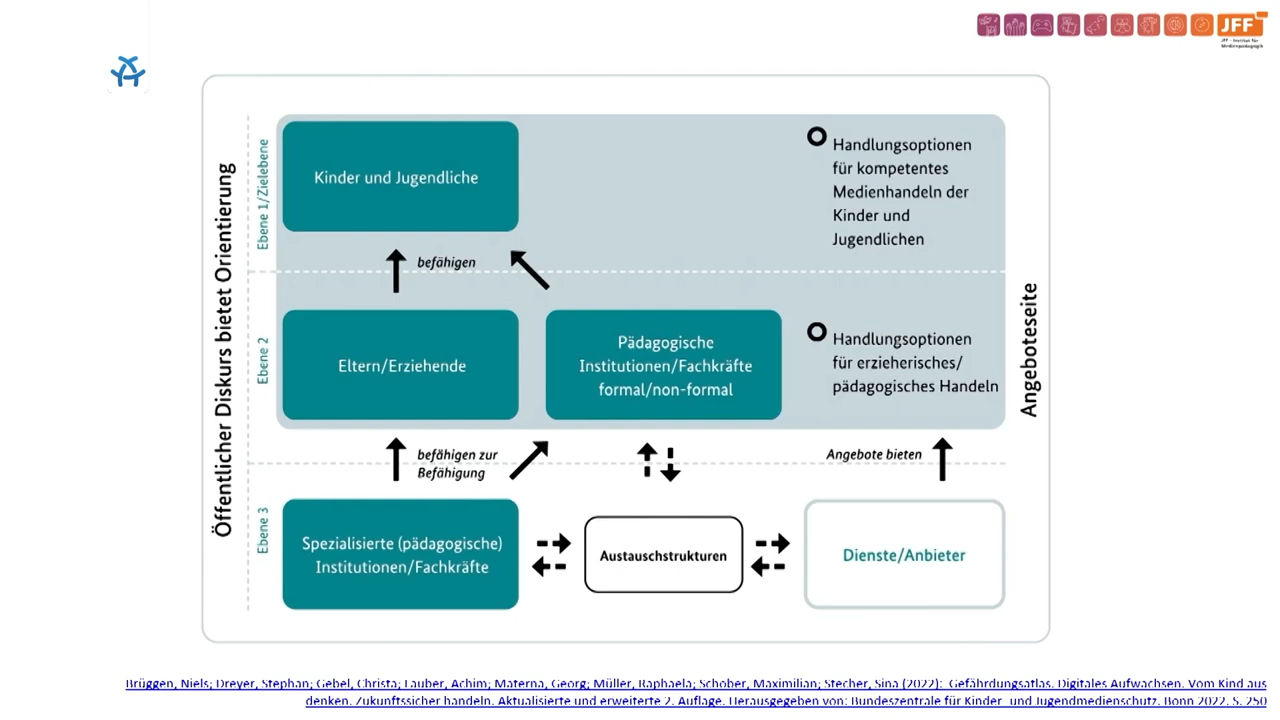 JFF
JFF - Institut für
Medienpädagogik
Öffentlicher Diskurs bietet Orientierung
Ebene 1/Zielebene
Kinder und Jugendliche
Handlungsoptionen
für kompetentes
Medienhandeln der
Kinder und
Jugendlichen
befähigen
Ebene 2
Eltern/Erziehende
Pädagogische
Institutionen/Fachkräfte
formal/non-formal
Handlungsoptionen
für erzieherisches/
pädagogisches Handeln
Angeboteseite
befähigen zur
Befähigung
Angebote bieten
Ebene 3
Spezialisierte (pädagogische)
Institutionen/Fachkräfte
Austauschstrukturen
Dienste/Anbieter
Brüggen, Niels; Dreyer, Stephan; Gebel, Christa; Lauber, Achim; Materna, Georg; Müller, Raphaela; Schober, Maximilian; Stecher, Sina (2022): Gefährdungsatlas. Digitales Aufwachsen. Vom Kind aus
denken. Zukunftssicher handeln. Aktualisierte und erweiterte 2. Auflage. Herausgegeben von: Bundeszentrale für Kinder- und Jugendmedienschutz. Bonn 2022. S. 250